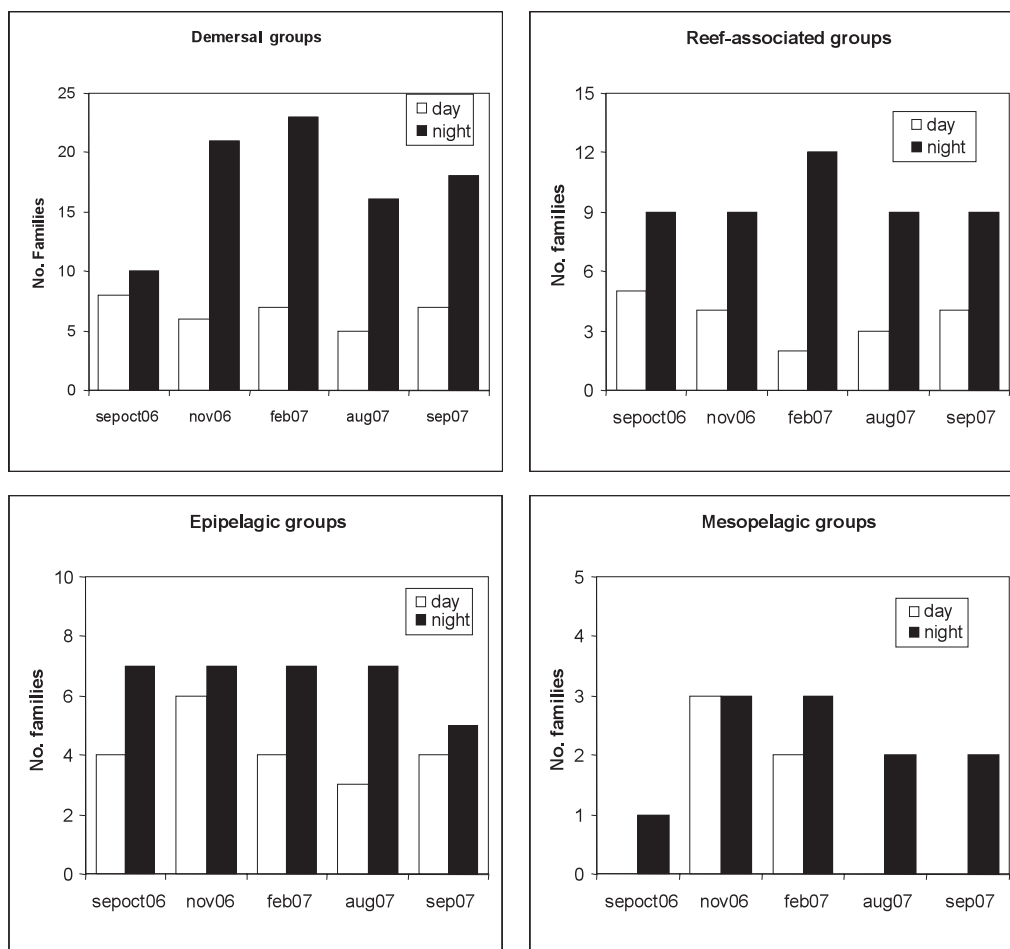 Demersal groups
No. Families
25
20
15
10
5
0
day
night
sepoct06 nov06 feb07 aug07 sep07
Reef-associated groups
No. families
15
12
9
6
3
0
day
night
sepoct06 nov06 feb07 aug07 sep07
Epipelagic groups
No. families
10
8
6
4
2
0
day
night
sepoct06 nov06 feb07 aug07 sep07
Mesopelagic groups
No. families
5
4
3
2
1
0
day
night
sepoct06 nov06 feb07 aug07 sep07